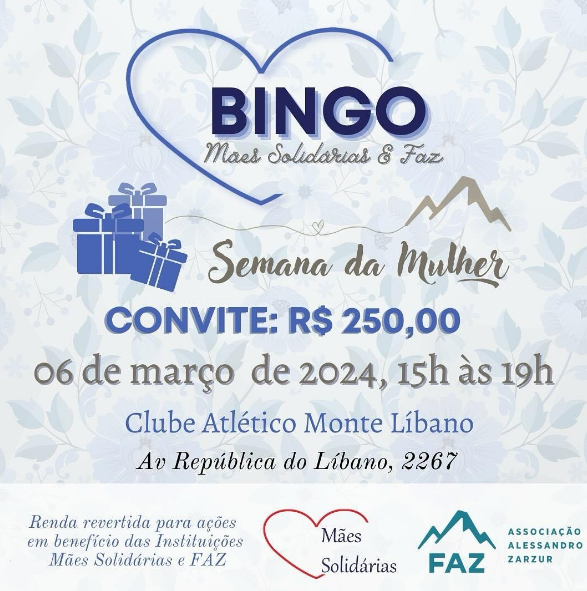 BINGO
Mães Solidárias & Faz
Semana da Mulher
CONVITE: R$ 250,00
06 de março de 2024, 15h às 19h
Clube Atlético Monte Líbano
Av República do Líbano, 2267
Renda revertida para ações
em benefício das Instituições
Mães Solidárias e FAZ
Mães
Solidárias
FAZ
ASSOCIAÇÃO
ALESSANDRO
ZARZUR